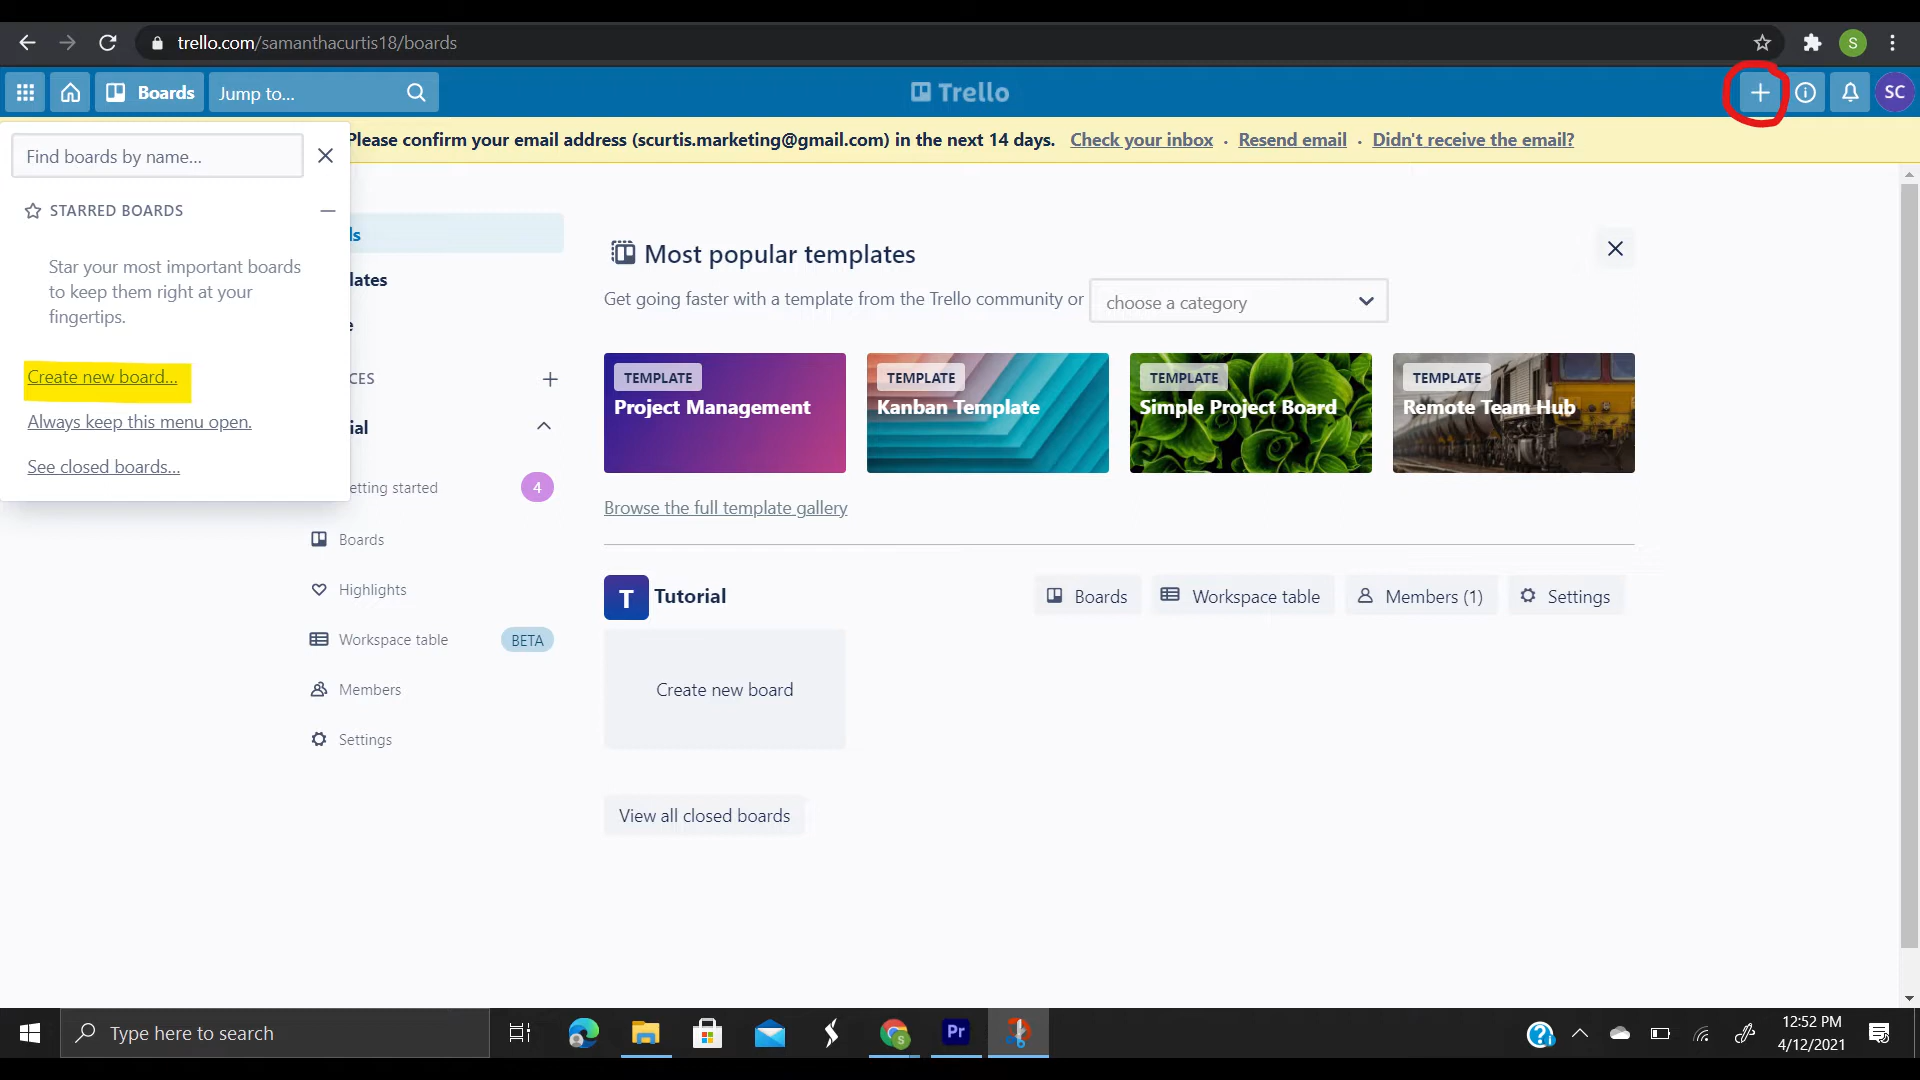 trello.com/samanthacurtis18/boards
S
Boards
Jump to...
Trello
SC
Please confirm your email address (scurtis.marketing@gmail.com) in the next 14 days. Check your inbox · Resend email · Didn't receive the email?
Find boards by name...
STARRED BOARDS
Star your most important boards
to keep them right at your
fingertips.
Create new board...
Always keep this menu open.
See closed boards...
ls
lates
e
CES
ial
etting started
4
Boards
Highlights
Workspace table
BETA
Members
Settings
Most popular templates
Get going faster with a template from the Trello community or
choose a category
TEMPLATE
Project Management
TEMPLATE
Kanban Template
TEMPLATE
Simple Project Board
TEMPLATE
Remote Team Hub
Browse the full template gallery
T
Tutorial
Boards
Workspace table
Members (1)
Settings
Create new board
View all closed boards
Type here to search
S
Pr
12:52 PM
4/12/2021